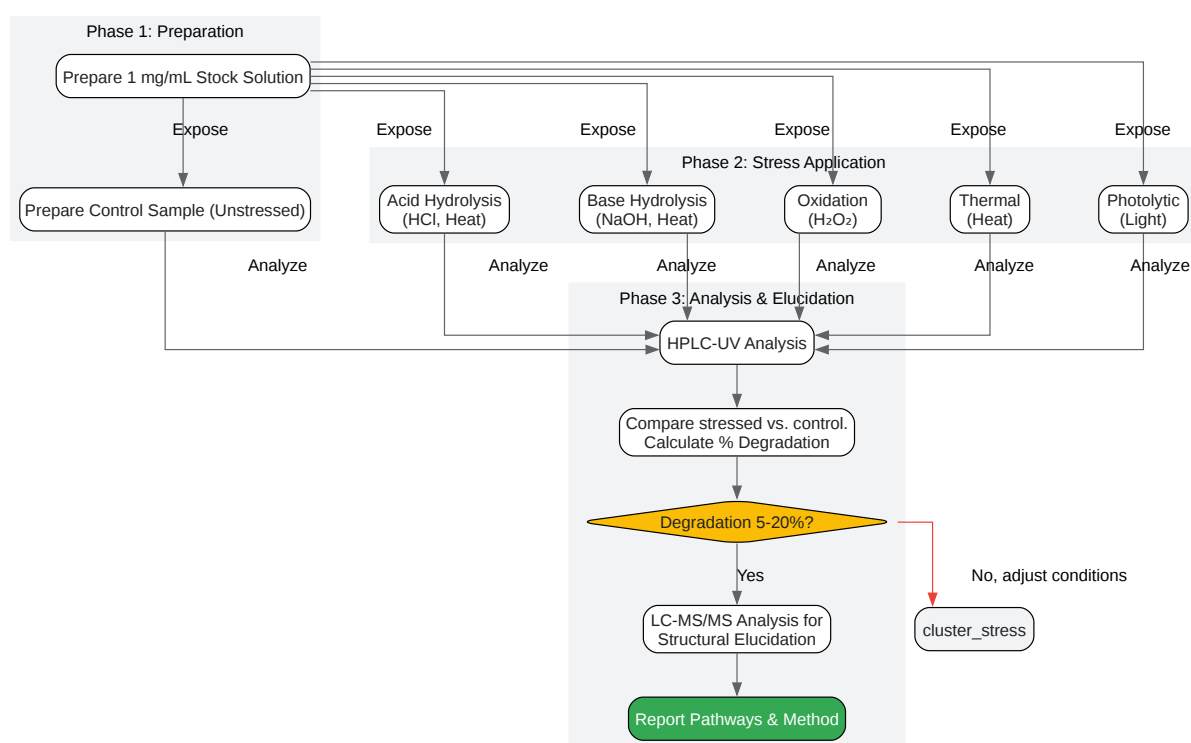 Phase 1: Preparation
Prepare 1 mg/mL Stock Solution
Expose
Expose
Expose
Expose
Expose
Expose
Phase 2: Stress Application
Prepare Control Sample (Unstressed)
Acid Hydrolysis
(HCl, Heat)
Base Hydrolysis
(NaOH, Heat)
Oxidation
(H₂O₂)
Thermal
(Heat)
Photolytic
(Light)
Analyze
Analyze
Analyze
Analyze
Analyze
Analyze
Phase 3: Analysis & Elucidation
HPLC-UV Analysis
Compare stressed vs. control.
Calculate % Degradation
Degradation 5-20%?
Yes
No, adjust conditions
LC-MS/MS Analysis for
Structural Elucidation
cluster_stress
Report Pathways & Method